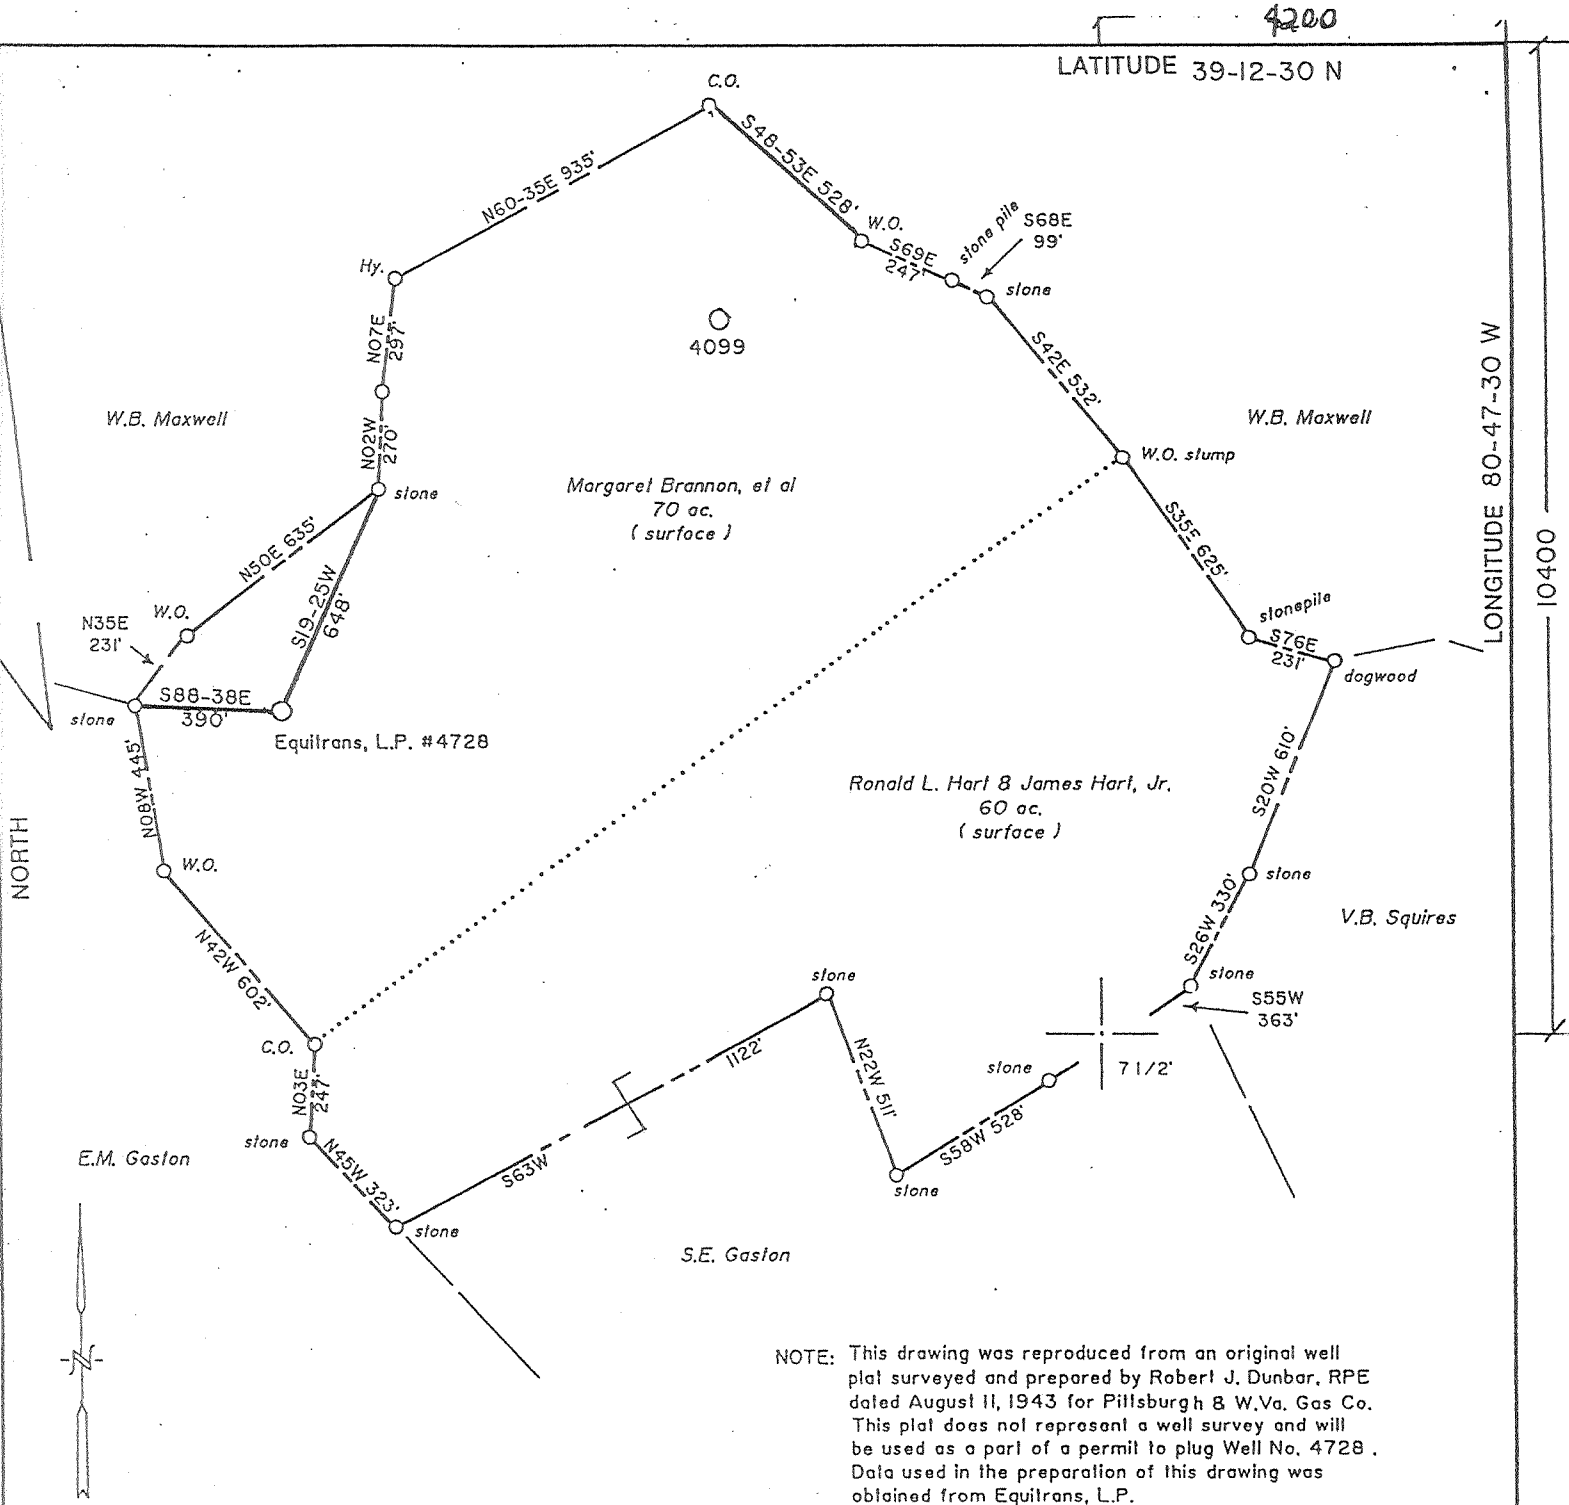 4200
LATITUDE 39-12-30 N
C.O.
S48-53E 528'
N60-35E 935'
W.O.
S69E
247'
stone pile
S68E
99'
stone
Hy.
N07E
297'
4099
S42E 532'
LONGITUDE 80-47-30 W
W.B. Maxwell
W.B. Maxwell
N02W
270'
W.O. stump
stone
Margaret Brannon, et al
70 ac.
( surface )
10400
N50E 635'
S35E 625'
S19-25W
648'
W.O.
N35E
231'
stonepile
S76E
231'
dogwood
S88-38E
390'
stone
Equitrans, L.P. #4728
N08W 445'
S20W 610'
Ronald L. Hart & James Hart, Jr.
60 ac.
( surface )
NORTH
W.O.
stone
V.B. Squires
S26W 330'
N42W 602'
stone
stone
S55W
363'
C.O.
1122'
N22W 511'
stone
7 1/2'
N03E
247'
stone
N45W 323'
S58W 528'
E.M. Gaston
S63W
stone
stone
S.E. Gaston
NOTE: This drawing was reproduced from an original well
plat surveyed and prepared by Robert J. Dunbar, RPE
dated August 11, 1943 for Pittsburgh & W.Va. Gas Co.
This plat does not represent a well survey and will
be used as a part of a permit to plug Well No. 4728 .
Data used in the preparation of this drawing was
obtained from Equitrans, L.P.